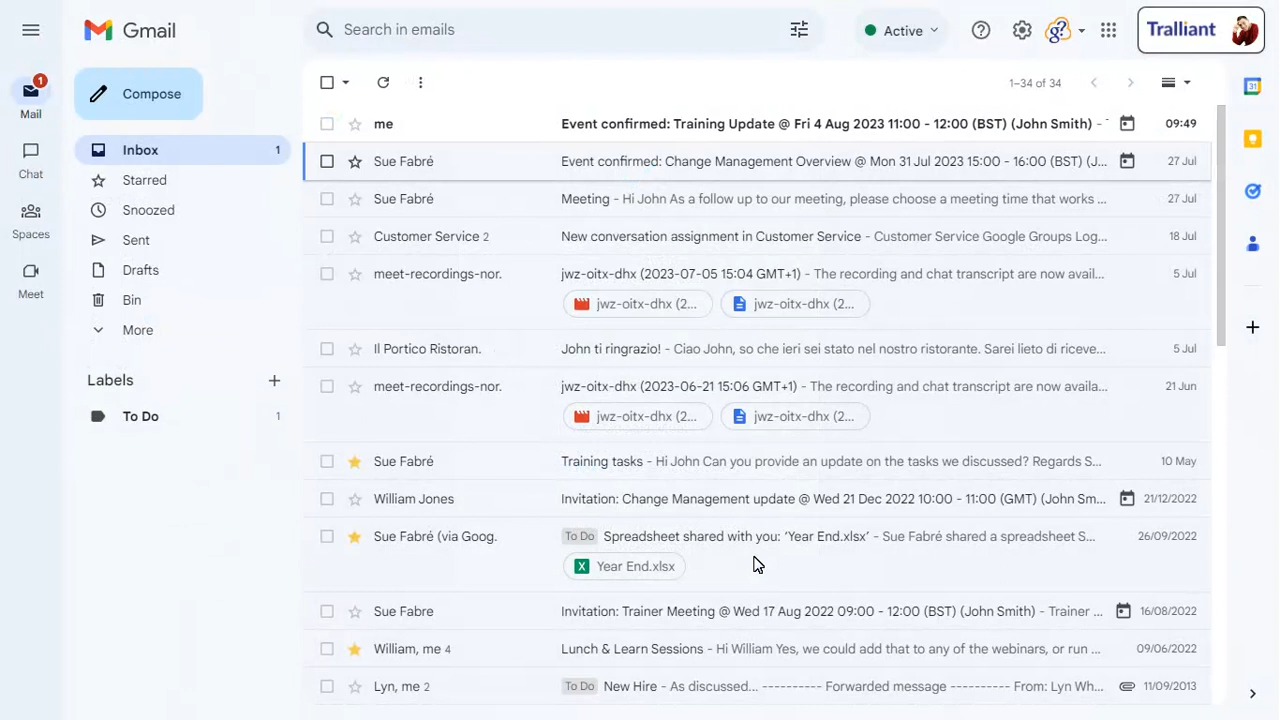 Gmail
Search in emails
Active
Tralliant
1
Mail
Compose
1–34 of 34
Inbox 1
Chat
Starred
Snoozed
Spaces
Sent
Drafts
Meet
Bin
More
Labels
To Do 1
31
me Event confirmed: Training Update @ Fri 4 Aug 2023 11:00 - 12:00 (BST) (John Smith) - 09:49
Sue Fabré Event confirmed: Change Management Overview @ Mon 31 Jul 2023 15:00 - 16:00 (BST) (J... 27 Jul
Sue Fabré Meeting - Hi John As a follow up to our meeting, please choose a meeting time that works ... 27 Jul
Customer Service 2 New conversation assignment in Customer Service - Customer Service Google Groups Log... 18 Jul
meet-recordings-nor. jwz-oitx-dhx (2023-07-05 15:04 GMT+1) - The recording and chat transcript are now avail... 5 Jul
jwz-oitx-dhx (2... jwz-oitx-dhx (2...
Il Portico Ristoran. John ti ringrazio! - Ciao John, so che ieri sei stato nel nostro ristorante. Sarei lieto di riceve... 5 Jul
meet-recordings-nor. jwz-oitx-dhx (2023-06-21 15:06 GMT+1) - The recording and chat transcript are now availa... 21 Jun
jwz-oitx-dhx (2... jwz-oitx-dhx (2...
Sue Fabré Training tasks - Hi John Can you provide an update on the tasks we discussed? Regards S... 10 May
William Jones Invitation: Change Management update @ Wed 21 Dec 2022 10:00 - 11:00 (GMT) (John Sm... 21/12/2022
Sue Fabré (via Goog. To Do Spreadsheet shared with you: ‘Year End.xlsx’ - Sue Fabré shared a spreadsheet S... 26/09/2022
X Year End.xlsx
Sue Fabre Invitation: Trainer Meeting @ Wed 17 Aug 2022 09:00 - 12:00 (BST) (John Smith) - Trainer ... 16/08/2022
William, me 4 Lunch & Learn Sessions - Hi William Yes, we could add that to any of the webinars, or run ... 09/06/2022
Lyn, me 2 To Do New Hire - As discussed... ---------- Forwarded message ---------- From: Lyn Wh... 11/09/2013